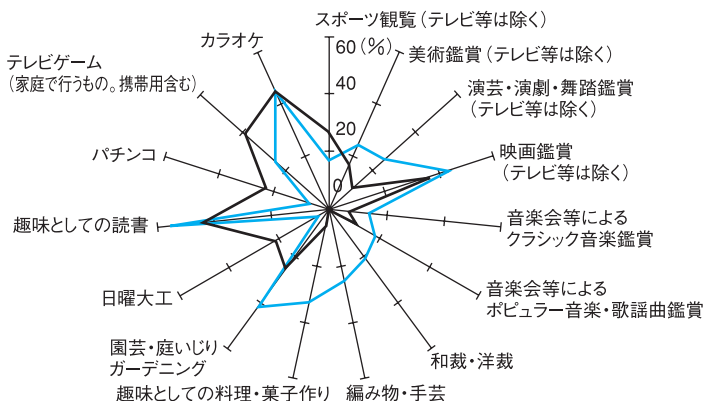 スポーツ観覧（テレビ等は除く）
60（%）
40
20
0
美術鑑賞（テレビ等は除く）
演芸・演劇・舞踏鑑賞
（テレビ等は除く）
映画鑑賞
（テレビ等は除く）
音楽会等による
クラシック音楽鑑賞
音楽会等による
ポピュラー音楽・歌謡曲鑑賞
和裁・洋裁
編み物・手芸
趣味としての料理・菓子作り
園芸・庭いじり
ガーデニング
日曜大工
趣味としての読書
パチンコ
テレビゲーム
（家庭で行うもの。携帯用含む）
カラオケ